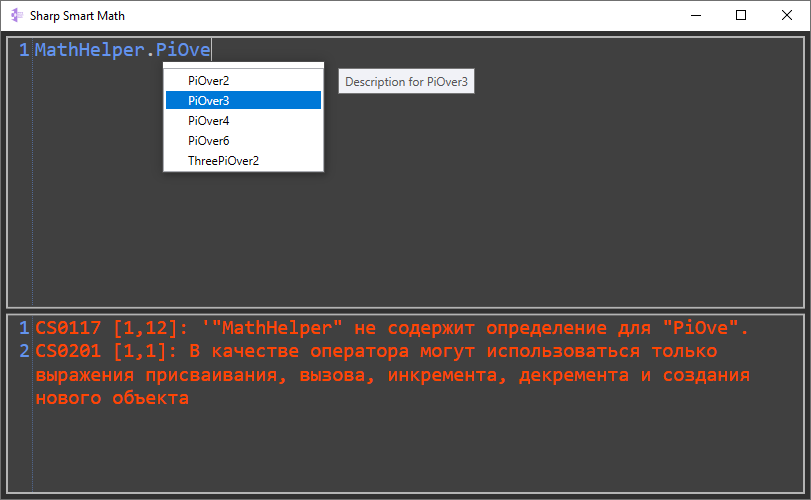 Sharp Smart Math
1 MathHelper.PiOve
PiOver2
PiOver3
Description for PiOver3
PiOver4
PiOver6
ThreePiOver2
1 CS0117 [1,12]: '"MathHelper" не содержит определение для "PiOve".
2 CS0201 [1,1]: В качестве оператора могут использоваться только
выражения присваивания, вызова, инкремента, декремента и создания
нового объекта